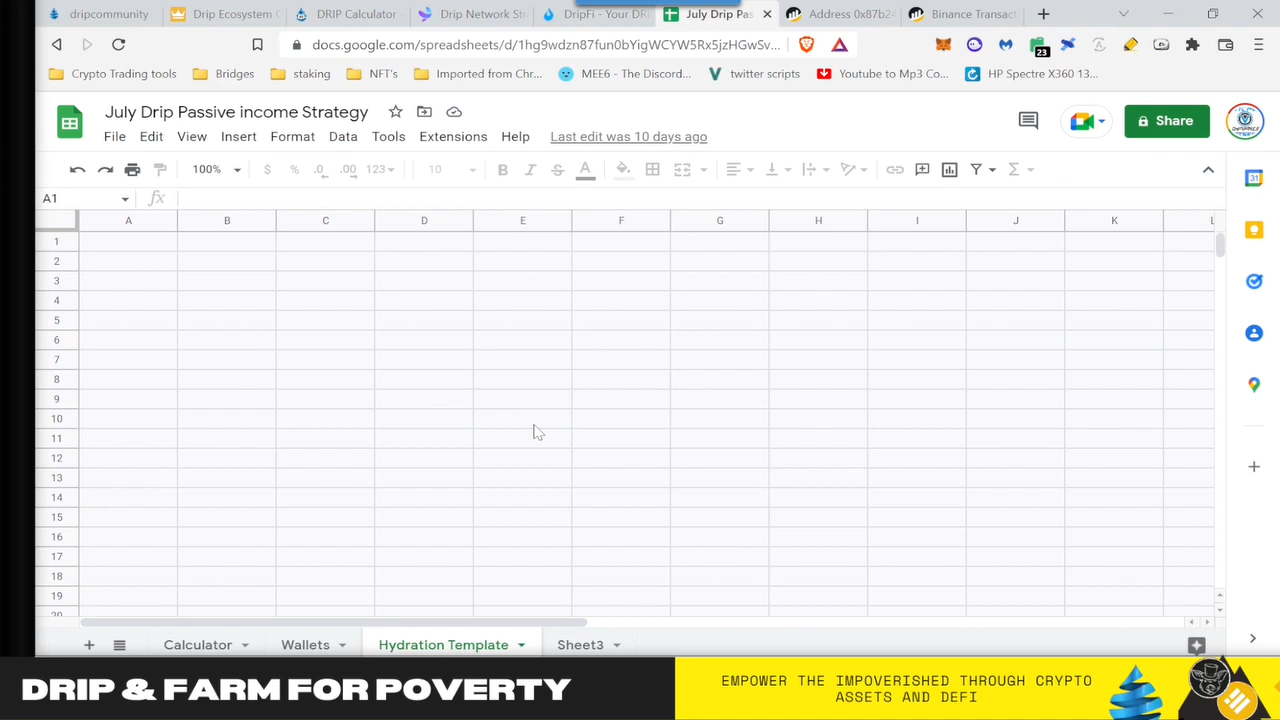 dripcommunity
Drip Ecosystem
DRIP Calculator
Drip Network Str
DripFi - Your DRI
July Drip Pas
Address 0x87b24
Binance Transact
docs.google.com/spreadsheets/d/1hg9wdzn87fun0bYigWCYW5Rx5jzHGwSv...
23
Crypto Trading tools
Bridges
staking
NFT's
Imported from Chr...
MEE6 - The Discord...
twitter scripts
Youtube to Mp3 Co...
HP Spectre X360 13...
July Drip Passive income Strategy
File Edit View Insert Format Data Tools Extensions Help Last edit was 10 days ago
Share
31
100% $ % .0 .00 123 10 B I S A
A1 fx
A B C D E F G H I J K L
1
2
3
4
5
6
7
8
9
10
11
12
13
14
15
16
17
18
19
20
Calculator Wallets Hydration Template Sheet3
DRIP & FARM FOR POVERTY
EMPOWER THE IMPOVERISHED THROUGH CRYPTO
ASSETS AND DEFI